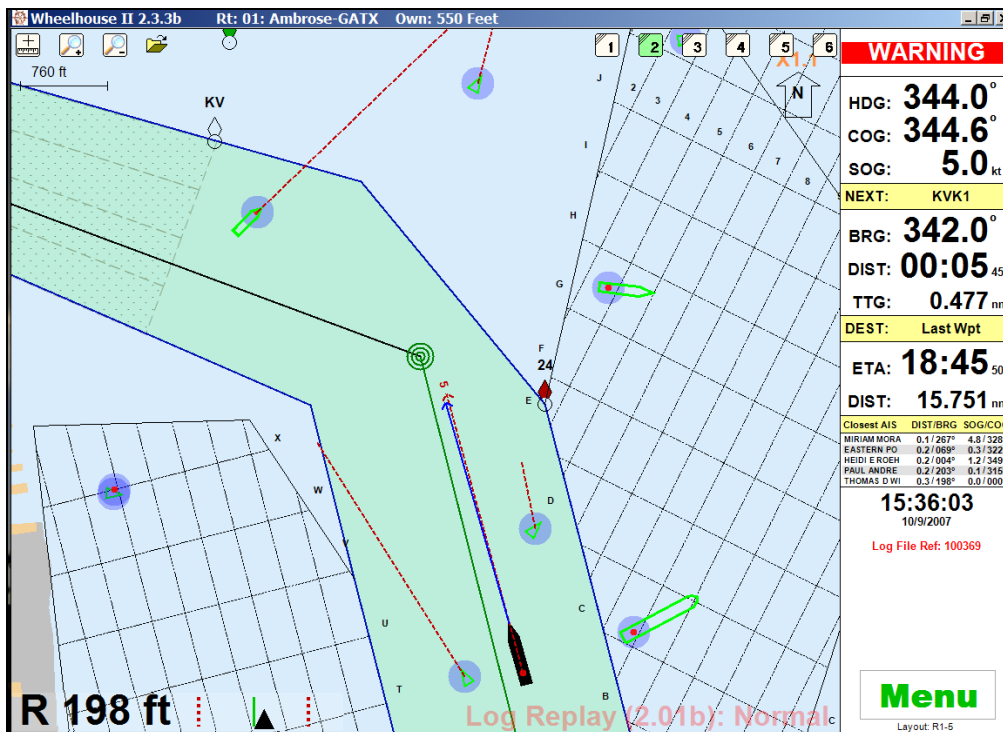 Wheelhouse II 2.3.3b Rt: 01: Ambrose-GATX Own: 550 Feet
1 2 3 4 5 6
X1.1
760 ft
N
KV
J 2 3 4 5 6 7 8
I
H
G
F
24
E
5
X
W
D
V
C
U
T
B
C
R 198 ft
Log Replay (2.01b): Normal
WARNING
HDG: 344.0°
COG: 344.6°
SOG: 5.0 kt
NEXT: KVK1
BRG: 342.0°
DIST: 00:05 45
TTG: 0.477 nm
DEST: Last Wpt
ETA: 18:45 50
DIST: 15.751 nm
Closest AIS DIST/BRG SOG/COG
MIRIAM MORA 0.1/267° 4.8/328
EASTERN PO 0.2/069° 0.3/322
HEIDI E ROEH 0.2/004° 1.2/349
PAUL ANDRE 0.2/203° 0.1/315
THOMAS D WI 0.3/198° 0.0/000
15:36:03
10/9/2007
Log File Ref: 100369
Menu
Layout: R1-5